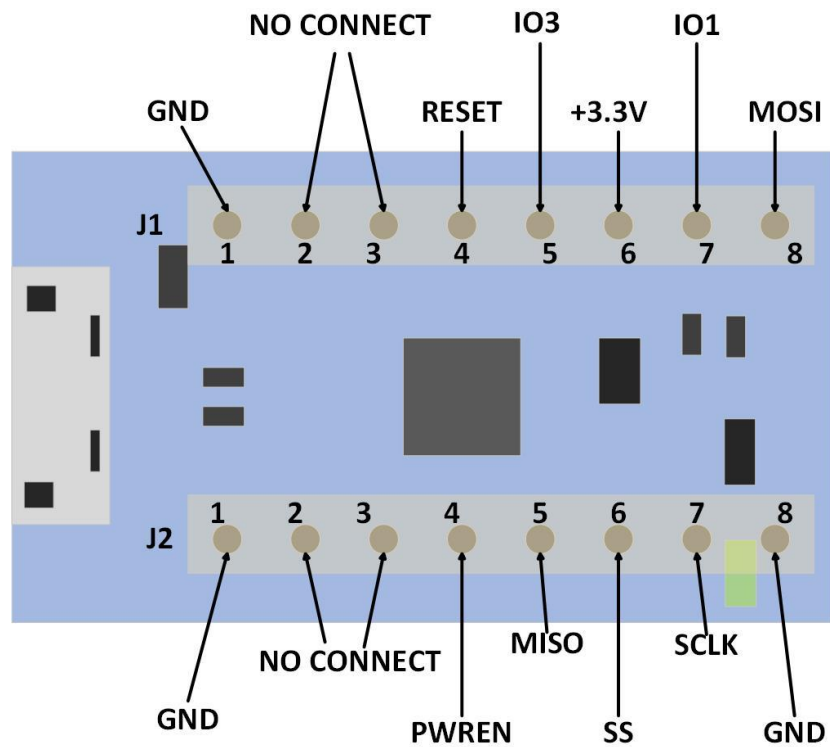 NO CONNECT IO3 IO1
GND RESET +3.3V MOSI
J1
1 2 3 4 5 6 7 8
1 2 3 4 5 6 7 8
J2
MISO SCLK
NO CONNECT
GND PWREN SS GND